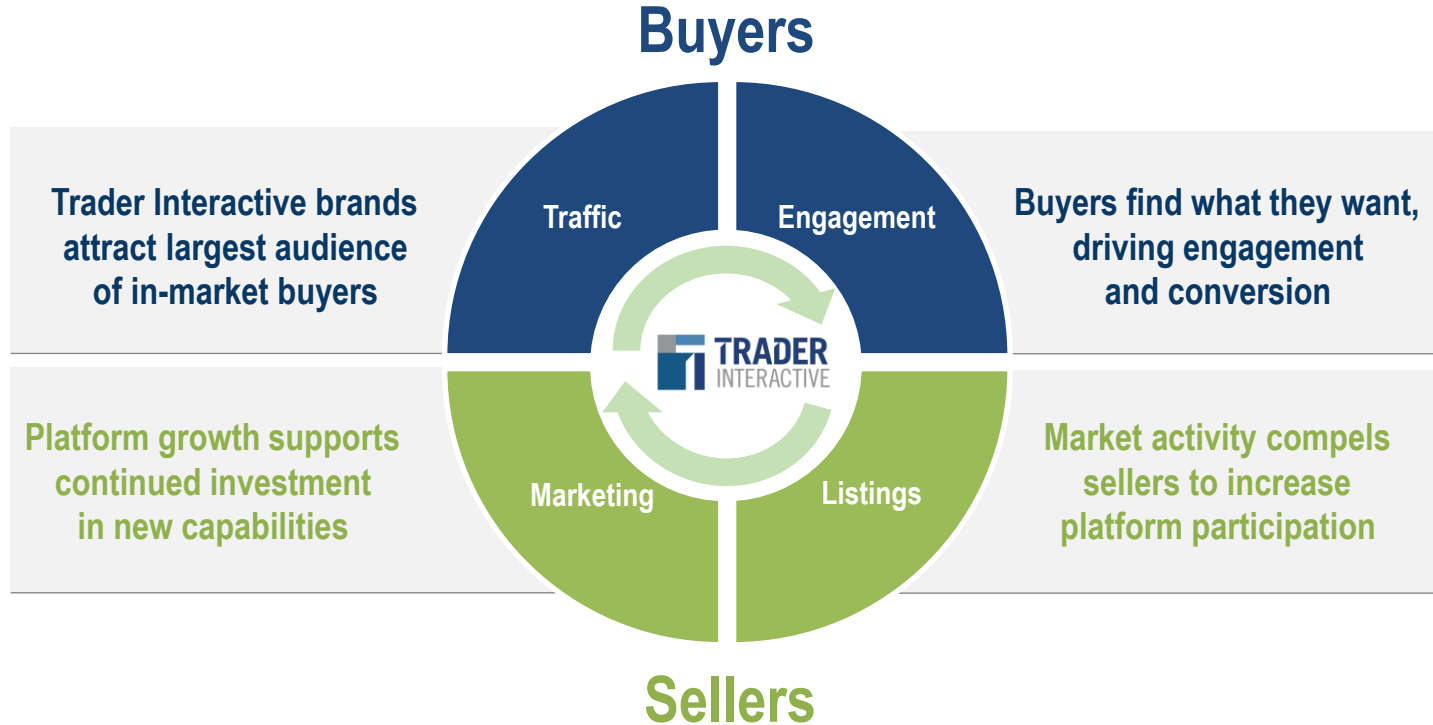 Buyers
Trader Interactive brands
attract largest audience
of in-market buyers
Traffic
Engagement
Buyers find what they want,
driving engagement
and conversion
TRADER
INTERACTIVE
Platform growth supports
continued investment
in new capabilities
Marketing
Listings
Market activity compels
sellers to increase
platform participation
Sellers